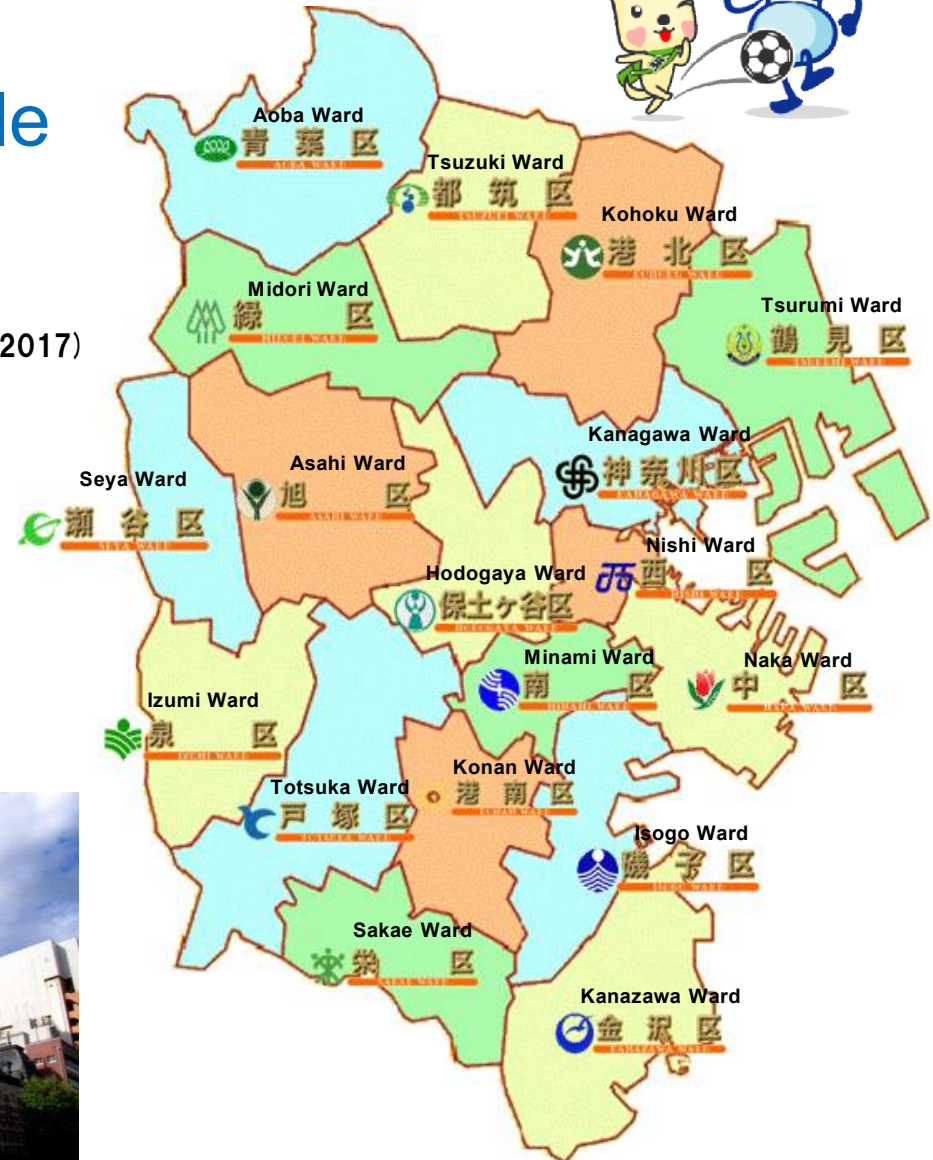 le
Aoba Ward
青葉区
Tsuzuki Ward
都筑区
Kohoku Ward
港北区
Midori Ward
緑区
Tsurumi Ward
鶴見区
2017)
Kanagawa Ward
神奈川区
Asahi Ward
旭区
Seya Ward
瀬谷区
Nishi Ward
西区
Hodogaya Ward
保土ヶ谷区
Minami Ward
南区
Naka Ward
中区
Izumi Ward
泉区
Konan Ward
港南区
Totsuka Ward
戸塚区
Isogo Ward
磯子区
Sakae Ward
栄区
Kanazawa Ward
金沢区